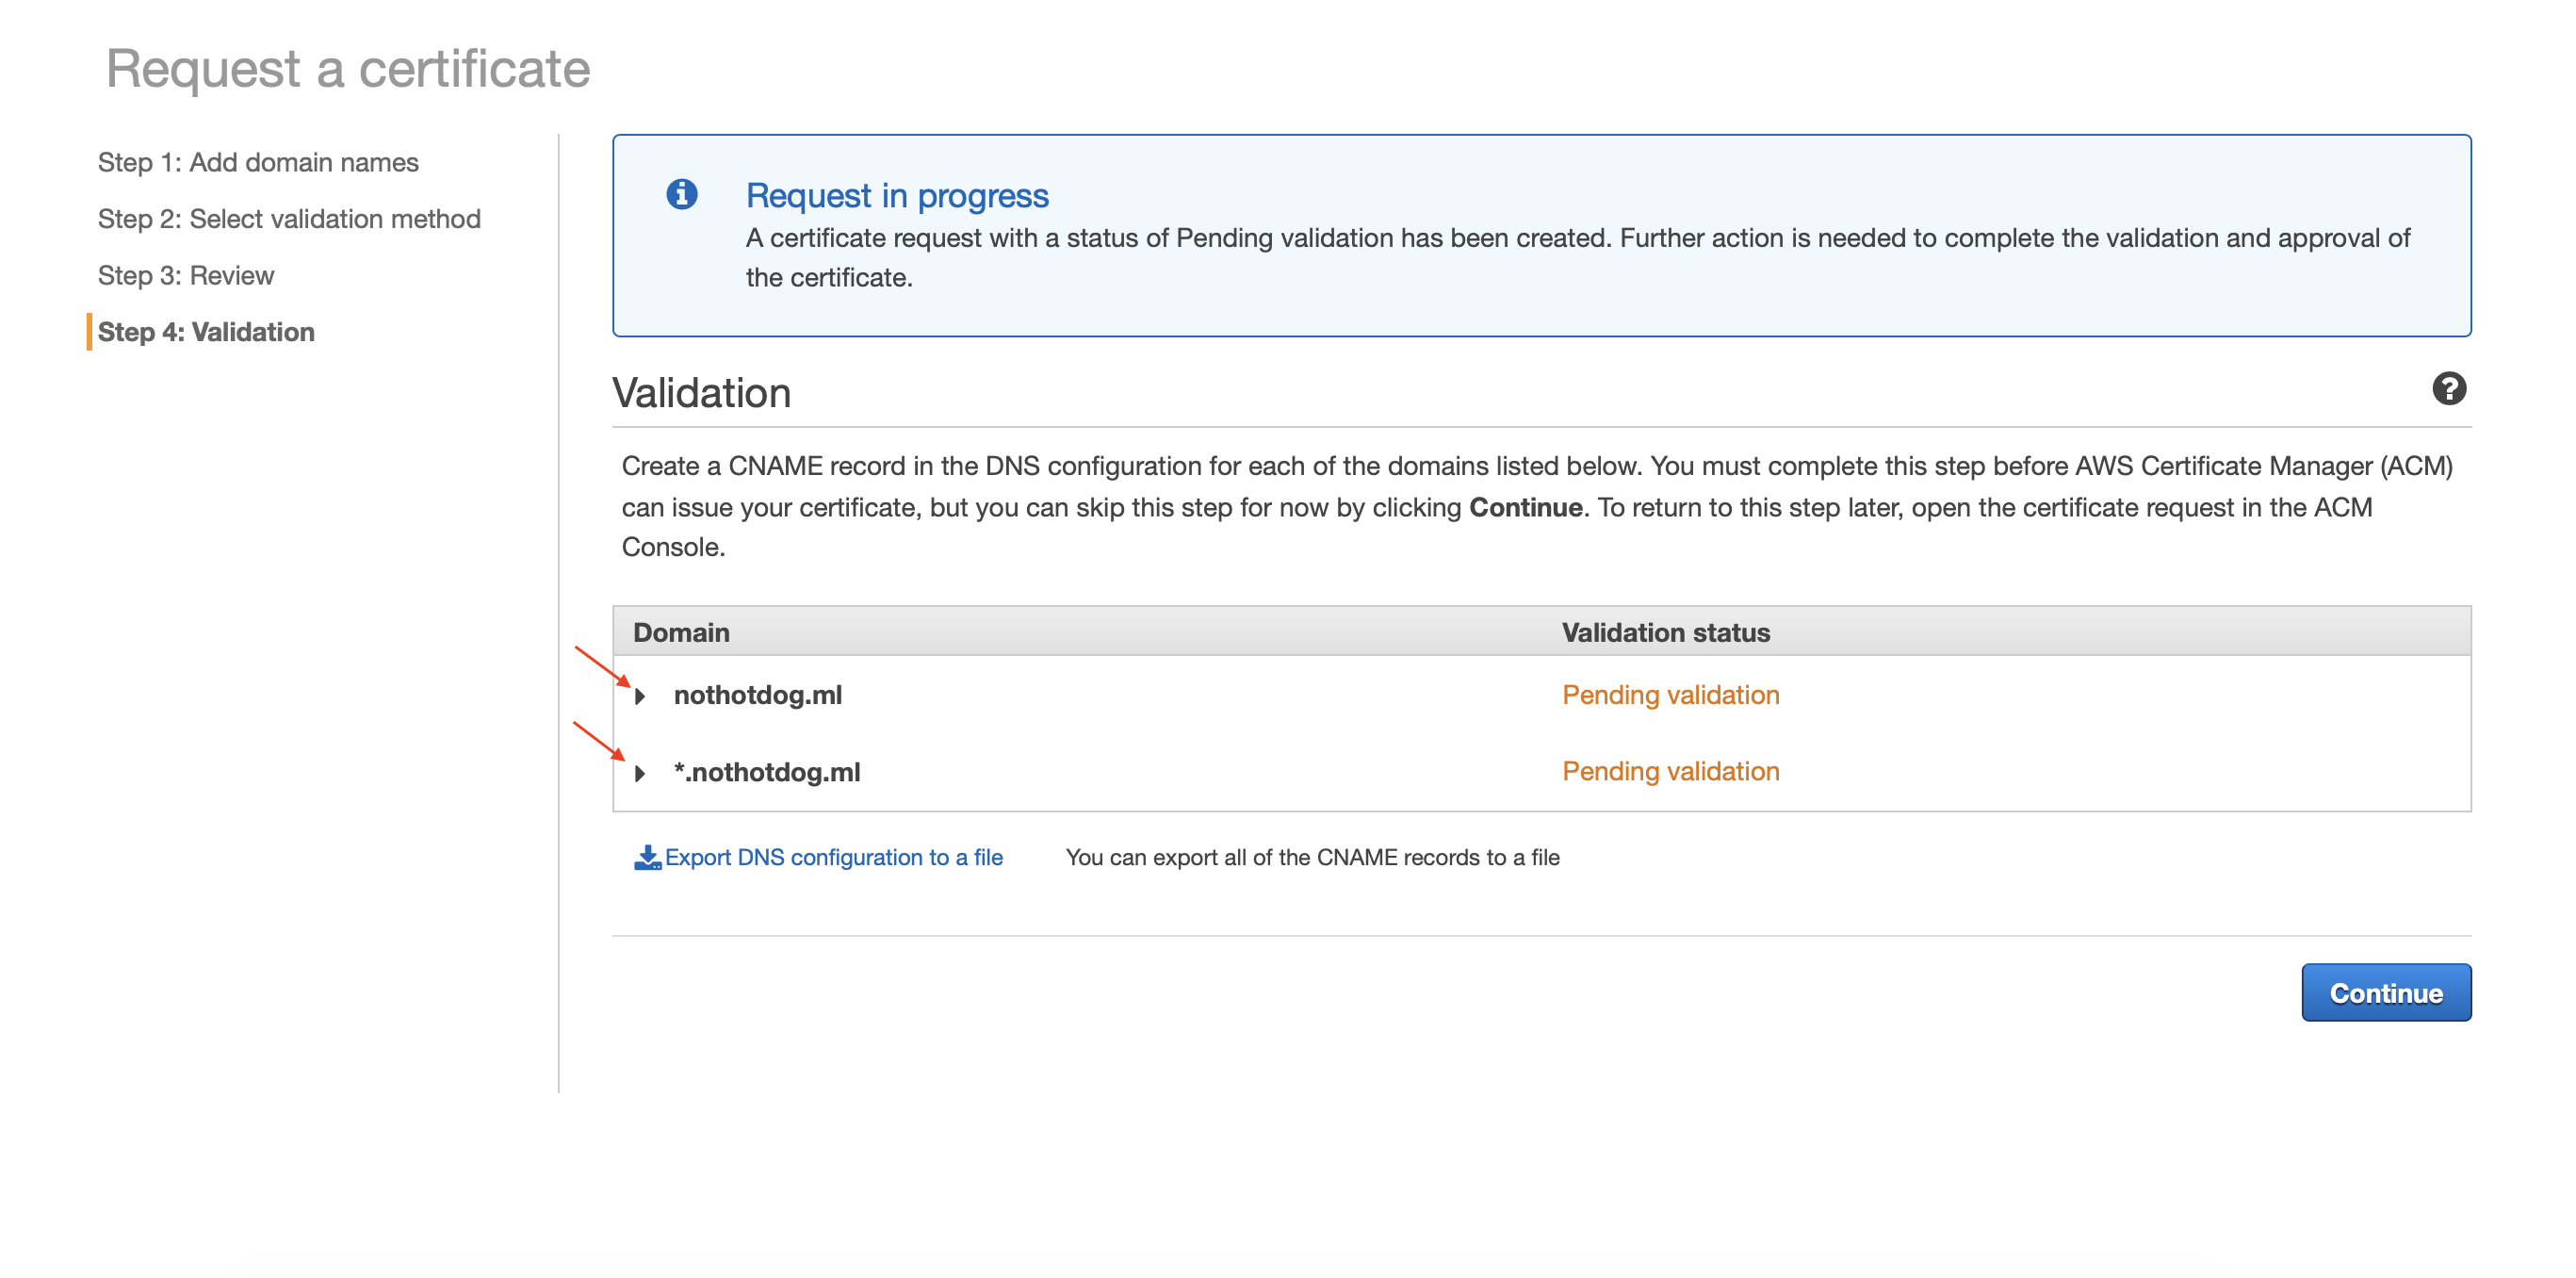 Request a certificate
Step 1: Add domain names
Step 2: Select validation method
Step 3: Review
Step 4: Validation
Request in progress
A certificate request with a status of Pending validation has been created. Further action is needed to complete the validation and approval of
the certificate.
Validation
Create a CNAME record in the DNS configuration for each of the domains listed below. You must complete this step before AWS Certificate Manager (ACM)
can issue your certificate, but you can skip this step for now by clicking Continue. To return to this step later, open the certificate request in the ACM
Console.
Domain Validation status
nothotdog.ml Pending validation
*.nothotdog.ml Pending validation
Export DNS configuration to a file You can export all of the CNAME records to a file
Continue